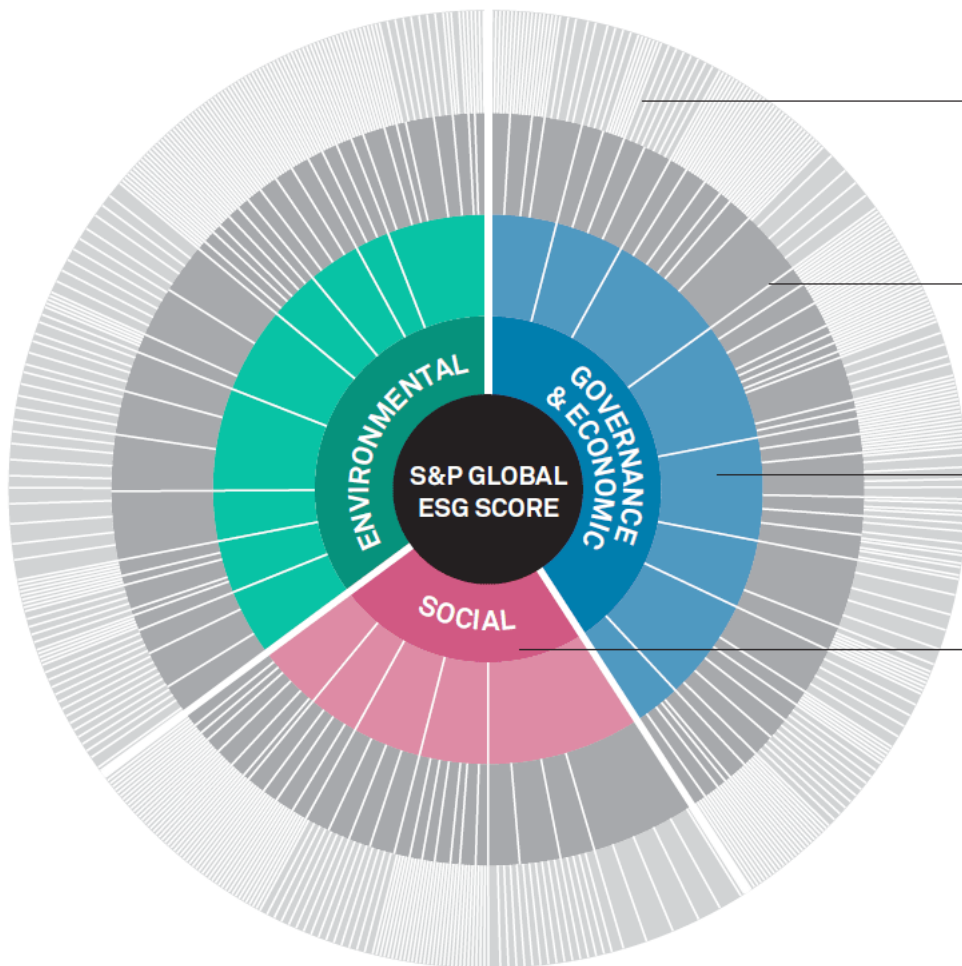 ENVIRONMENTAL
GOVERNANCE
& ECONOMIC
S&P GLOBAL
ESG SCORE
SOCIAL